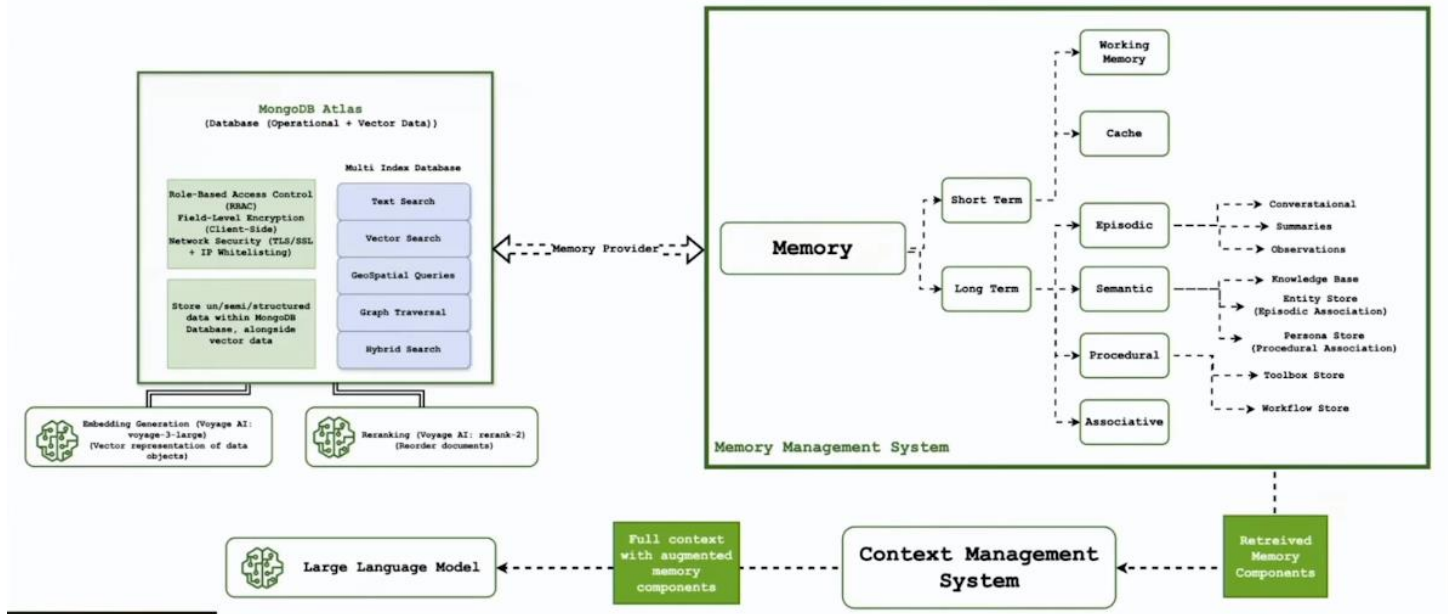 MongoDB Atlas
(Database (Operational + Vector Data))
Multi Index Database
Role-Based Access Control
(RBAC)
Field-Level Encryption
(Client-Side)
Network Security (TLS/SSL
+ IP Whitelisting)
Store un/semi/structured
data within MongoDB
Database, alongside
vector data
Text Search
Vector Search
GeoSpatial Queries
Graph Traversal
Hybrid Search
Embedding Generation (Voyage AI:
voyage-3-large)
(Vector representation of data
objects)
Reranking (Voyage AI: rerank-2)
(Reorder documents)
Memory Provider
Memory
Short Term
Long Term
Working
Memory
Cache
Episodic
Semantic
Procedural
Associative
Converstaional
Summaries
Observations
Knowledge Base
Entity Store
(Episodic Association)
Persona Store
(Procedural Association)
Toolbox Store
Workflow Store
Memory Management System
Retreived
Memory
Components
Context Management
System
Full context
with augmented
memory
components
Large Language Model